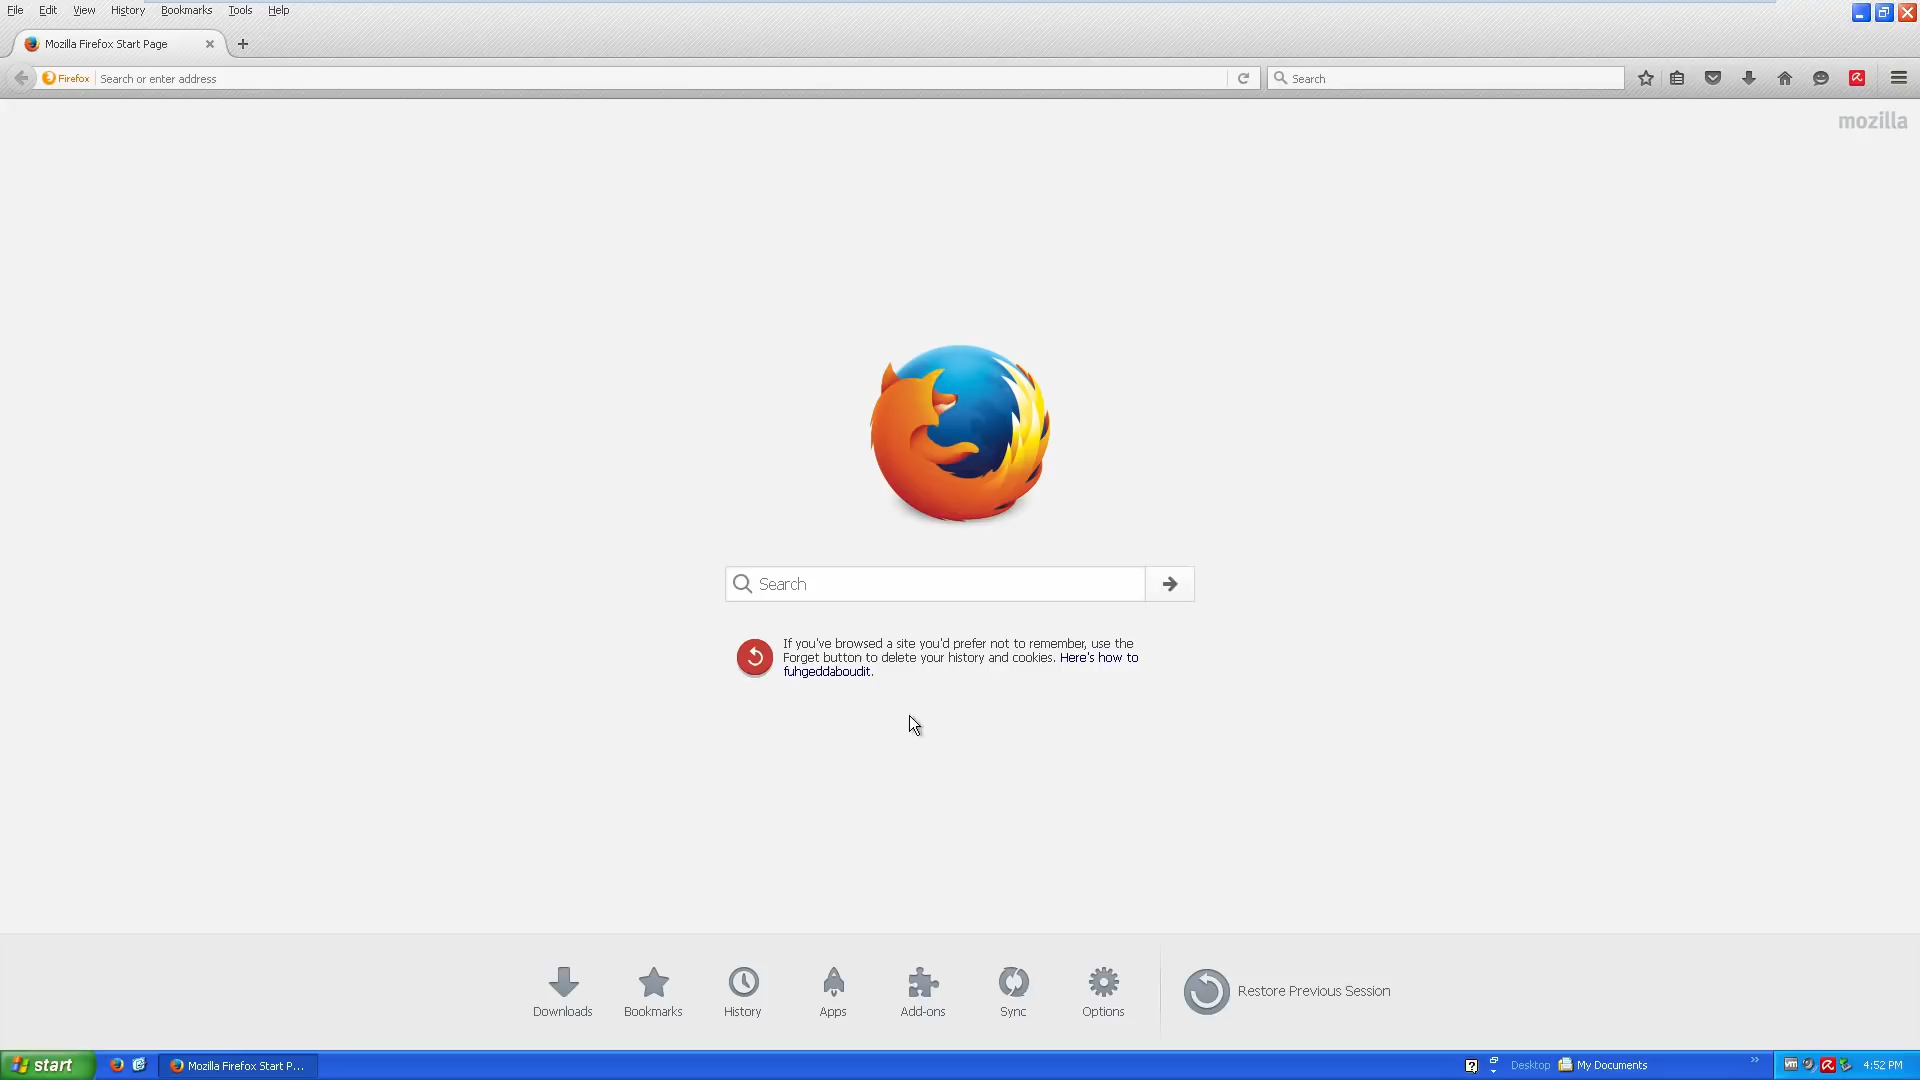 File Edit View History Bookmarks Tools Help
Mozilla Firefox Start Page
Firefox Search or enter address
Search
mozilla
Search
If you've browsed a site you'd prefer not to remember, use the
Forget button to delete your history and cookies. Here's how to
fuhgeddaboudit.
Downloads Bookmarks History Apps Add-ons Sync Options Restore Previous Session
start Mozilla Firefox Start P... Desktop My Documents 4:52 PM